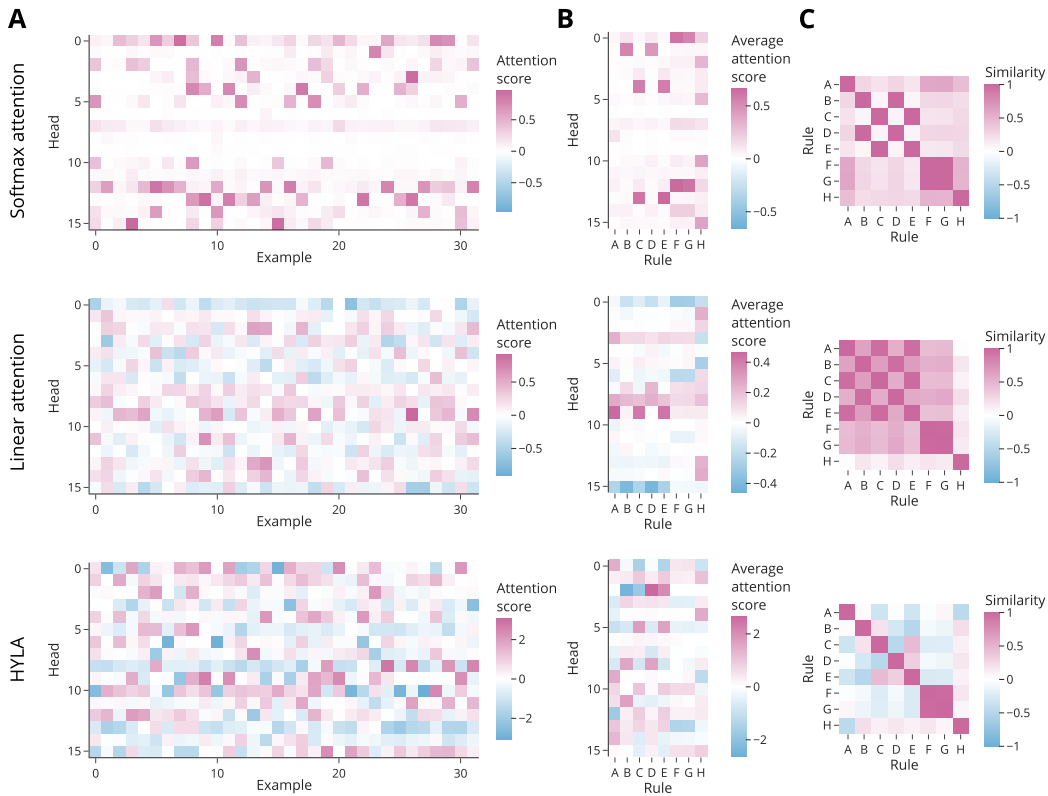 A
B
C
Softmax attention
Head
0
5
10
15
0
10
20
30
Example
Attention
score
0.5
0
−0.5
Head
0
5
10
15
A B C D E F G H
Rule
Average
attention
score
0.5
0
−0.5
Rule
A
B
C
D
E
F
G
H
A B C D E F G H
Rule
Similarity
1
0.5
0
−0.5
−1
Linear attention
Head
0
5
10
15
0
10
20
30
Example
Attention
score
0.5
0
−0.5
Head
0
5
10
15
A B C D E F G H
Rule
Average
attention
score
0.4
0.2
0
−0.2
−0.4
Rule
A
B
C
D
E
F
G
H
A B C D E F G H
Rule
Similarity
1
0.5
0
−0.5
−1
HYLA
Head
0
5
10
15
0
10
20
30
Example
Attention
score
2
0
−2
Head
0
5
10
15
A B C D E F G H
Rule
Average
attention
score
2
0
−2
Rule
A
B
C
D
E
F
G
H
A B C D E F G H
Rule
Similarity
1
0.5
0
−0.5
−1